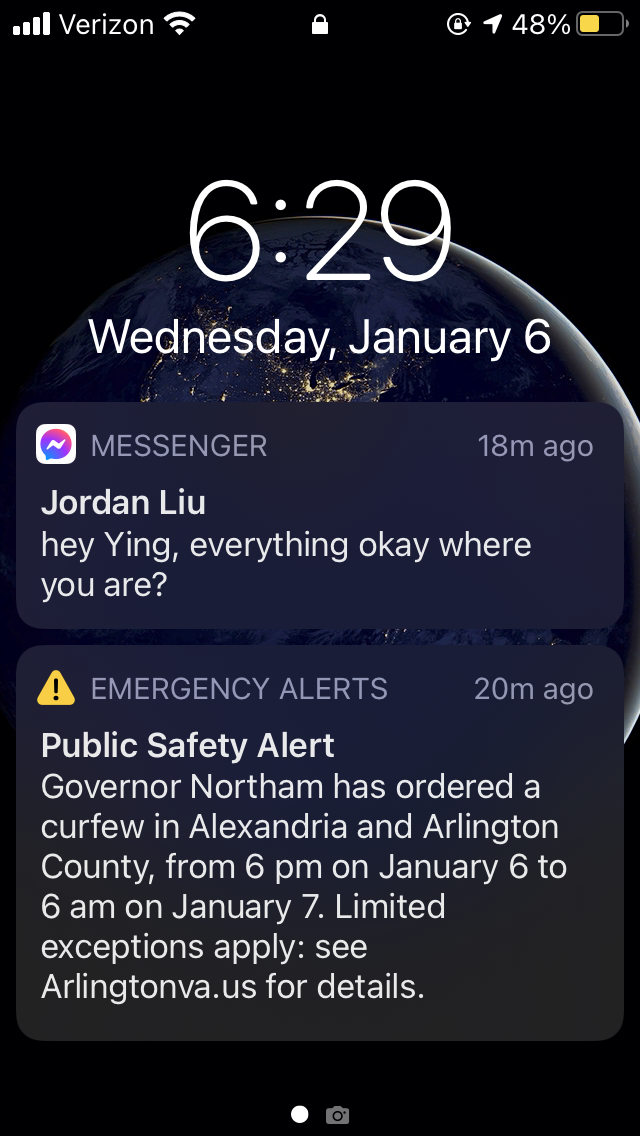 Verizon 48%
6:29
Wednesday, January 6
MESSENGER 18m ago
Jordan Liu
hey Ying, everything okay where
you are?
EMERGENCY ALERTS 20m ago
Public Safety Alert
Governor Northam has ordered a
curfew in Alexandria and Arlington
County, from 6 pm on January 6 to
6 am on January 7. Limited
exceptions apply: see
Arlingtonva.us for details.